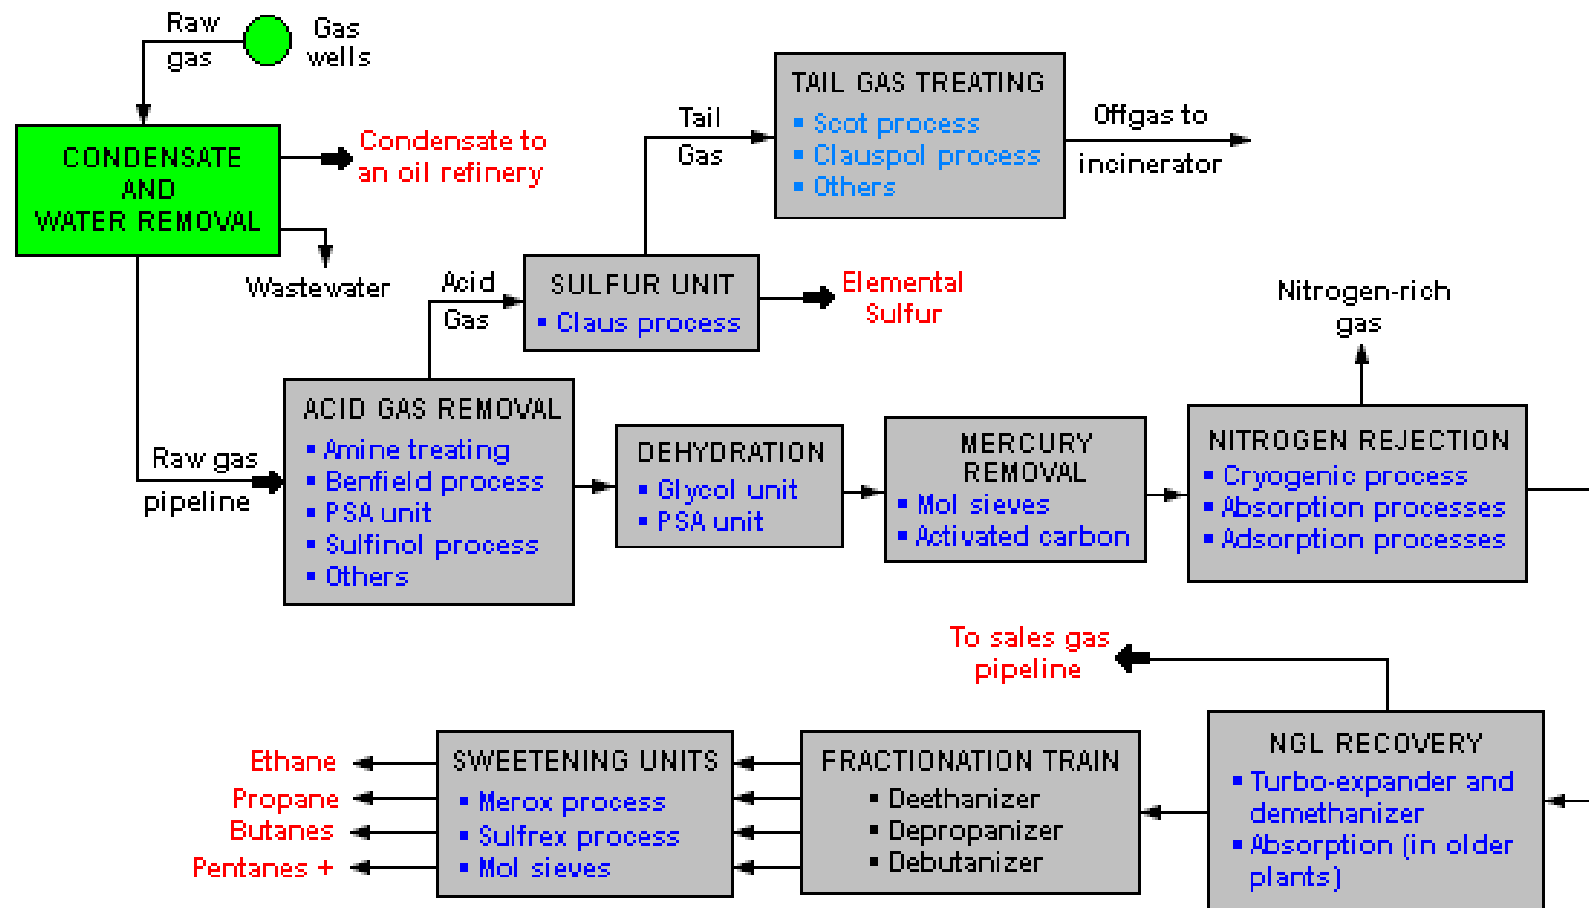 Raw
gas
Gas
wells
CONDENSATE
AND
WATER REMOVAL
Condensate to
an oil refinery
Wastewater
TAIL GAS TREATING
▪ Scot process
▪ Clauspol process
▪ Others
Tail
Gas
Offgas to
incinerator
Acid
Gas
SULFUR UNIT
▪ Claus process
Elemental
Sulfur
Nitrogen-rich
gas
Raw gas
pipeline
ACID GAS REMOVAL
▪ Amine treating
▪ Benfield process
▪ PSA unit
▪ Sulfinol process
▪ Others
DEHYDRATION
▪ Glycol unit
▪ PSA unit
MERCURY
REMOVAL
▪ Mol sieves
▪ Activated carbon
NITROGEN REJECTION
▪ Cryogenic process
▪ Absorption processes
▪ Adsorption processes
To sales gas
pipeline
NGL RECOVERY
▪ Turbo-expander and
demethanizer
▪ Absorption (in older
plants)
FRACTIONATION TRAIN
▪ Deethanizer
▪ Depropanizer
▪ Debutanizer
SWEETENING UNITS
▪ Merox process
▪ Sulfrex process
▪ Mol sieves
Ethane
Propane
Butanes
Pentanes +